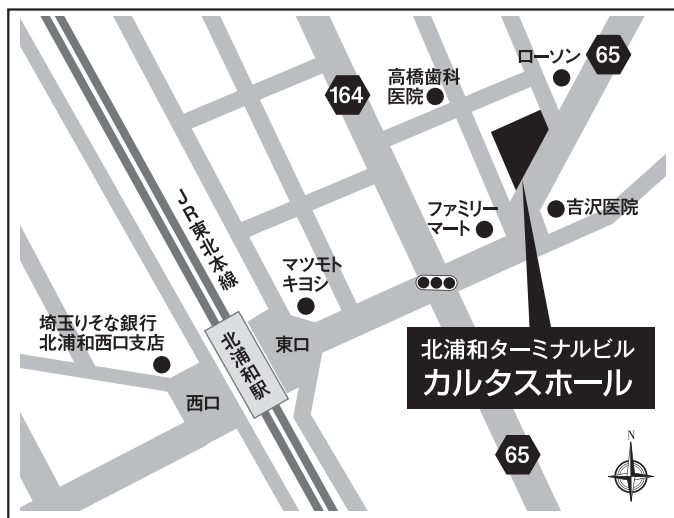 ローソン
65
高橋歯科
医院
164
JR東北本線
ファミリー
マート
吉沢医院
マツモト
キヨシ
埼玉りそな銀行
北浦和西口支店
東口
北浦和駅
西口
北浦和ターミナルビル
カルタスホール
65
N